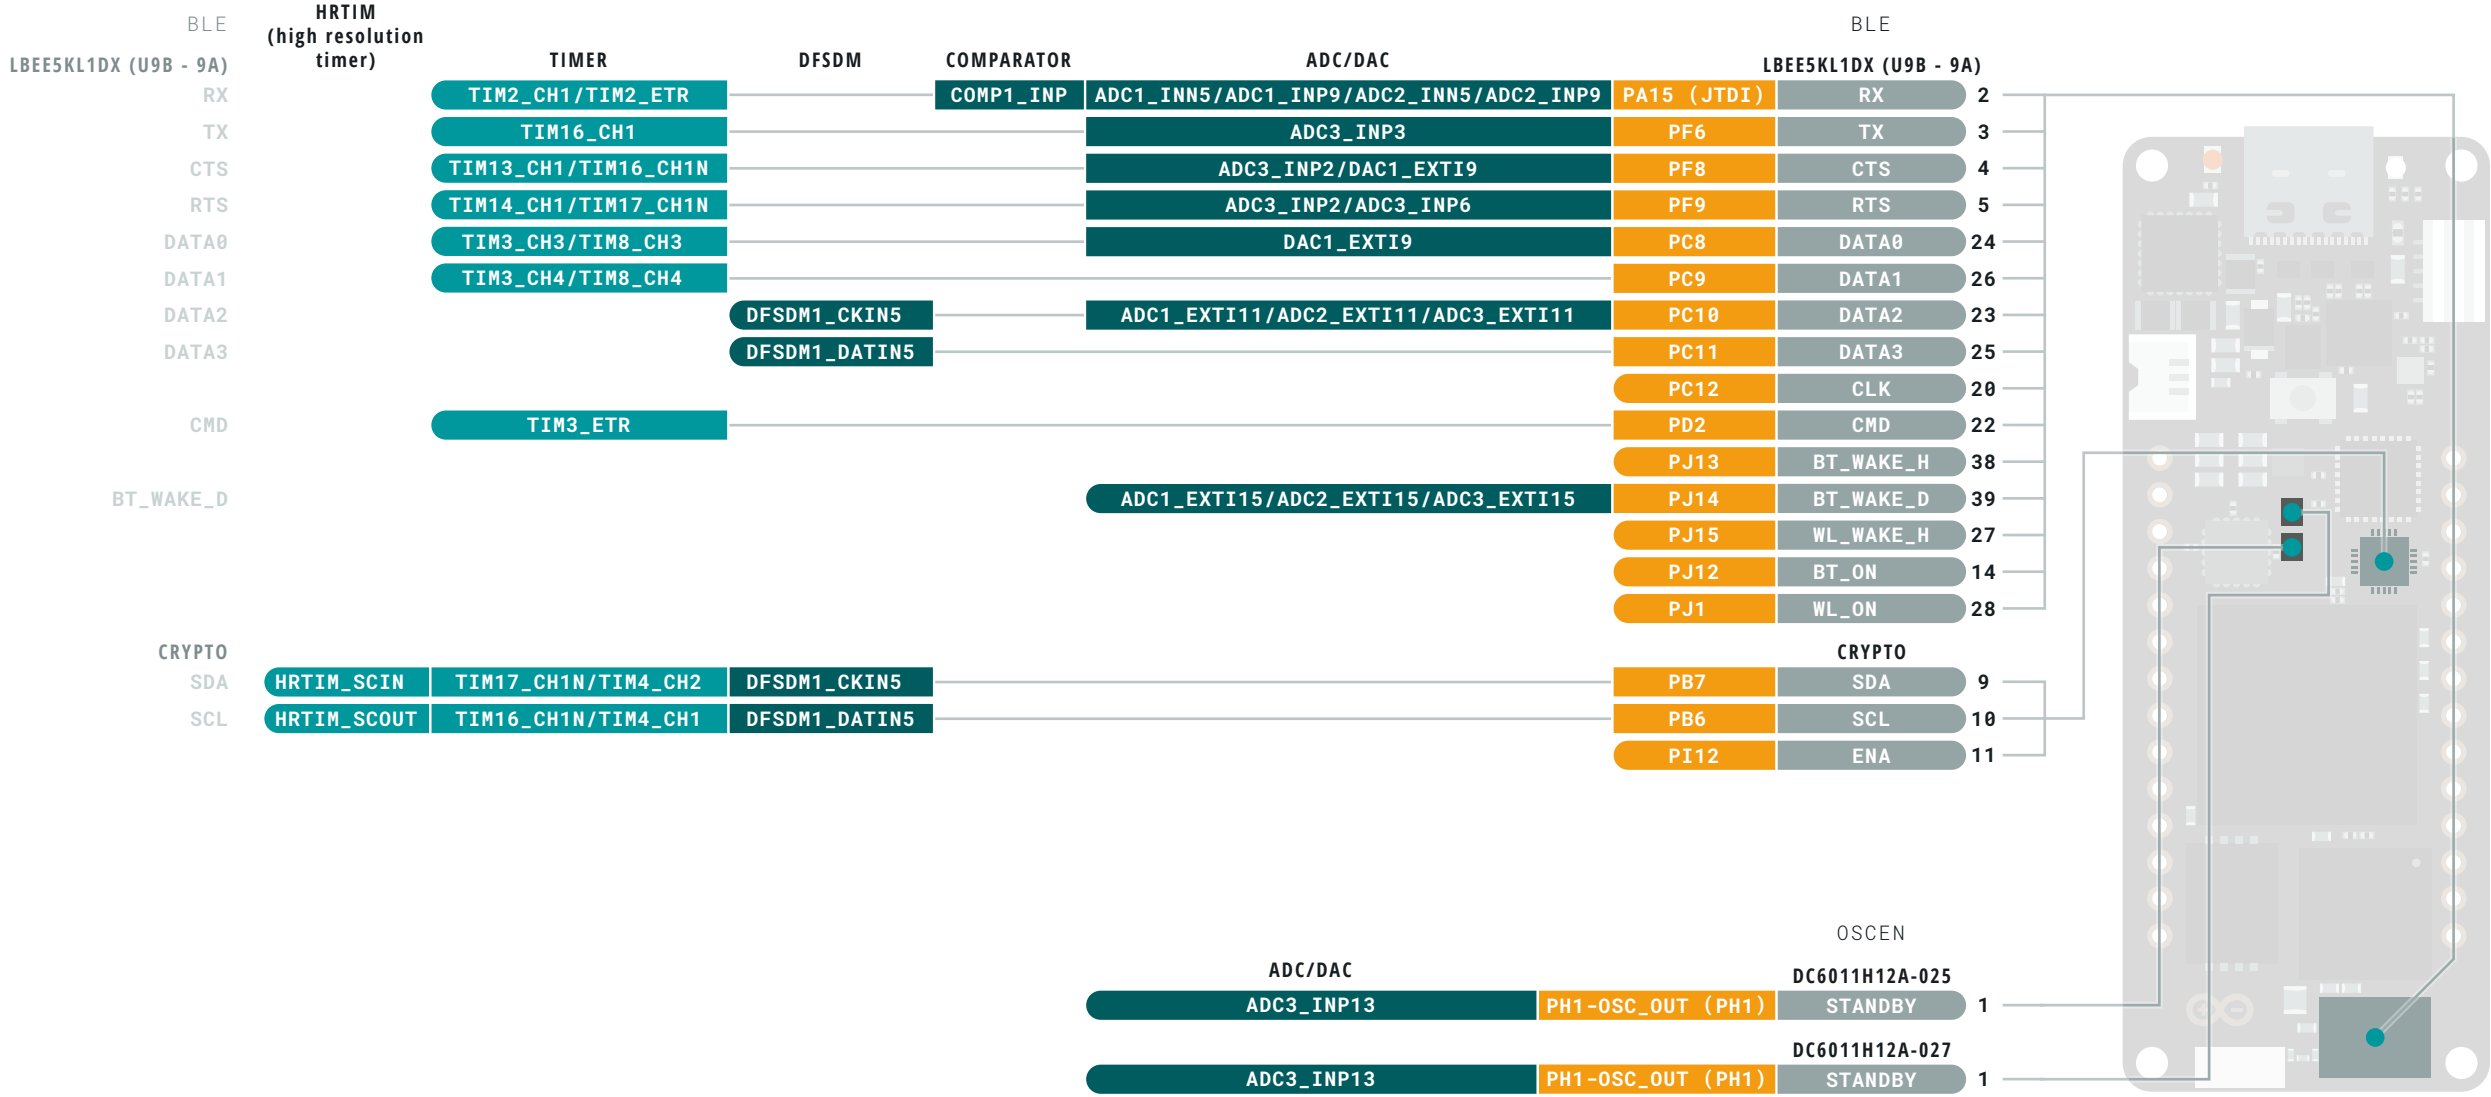 BLE
HRTIM
(high resolution
timer)
TIMER
DFSDM
COMPARATOR
ADC/DAC
BLE
LBEE5KL1DX (U9B - 9A)
LBEE5KL1DX (U9B - 9A)
RX TIM2_CH1/TIM2_ETR COMP1_INP ADC1_INN5/ADC1_INP9/ADC2_INN5/ADC2_INP9 PA15 (JTDI) RX 2
TX TIM16_CH1 ADC3_INP3 PF6 TX 3
CTS TIM13_CH1/TIM16_CH1N ADC3_INP2/DAC1_EXTI9 PF8 CTS 4
RTS TIM14_CH1/TIM17_CH1N ADC3_INP2/ADC3_INP6 PF9 RTS 5
DATA0 TIM3_CH3/TIM8_CH3 DAC1_EXTI9 PC8 DATA0 24
DATA1 TIM3_CH4/TIM8_CH4 PC9 DATA1 26
DATA2 DFSDM1_CKIN5 ADC1_EXTI11/ADC2_EXTI11/ADC3_EXTI11 PC10 DATA2 23
DATA3 DFSDM1_DATIN5 PC11 DATA3 25
PC12 CLK 20
CMD TIM3_ETR PD2 CMD 22
PJ13 BT_WAKE_H 38
BT_WAKE_D ADC1_EXTI15/ADC2_EXTI15/ADC3_EXTI15 PJ14 BT_WAKE_D 39
PJ15 WL_WAKE_H 27
PJ12 BT_ON 14
PJ1 WL_ON 28
CRYPTO CRYPTO
SDA HRTIM_SCIN TIM17_CH1N/TIM4_CH2 DFSDM1_CKIN5 PB7 SDA 9
SCL HRTIM_SCOUT TIM16_CH1N/TIM4_CH1 DFSDM1_DATIN5 PB6 SCL 10
PI12 ENA 11
OSCEN
ADC/DAC DC6011H12A-025
ADC3_INP13 PH1-OSC_OUT (PH1) STANDBY 1
DC6011H12A-027
ADC3_INP13 PH1-OSC_OUT (PH1) STANDBY 1